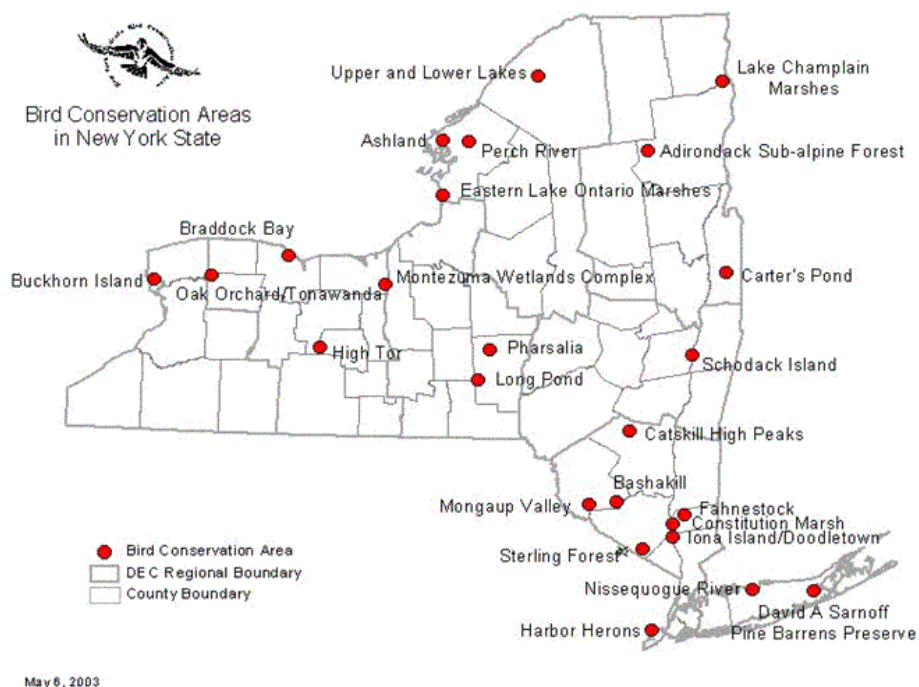 Bird Conservation Areas
in New York State
Upper and Lower Lakes
Lake Champlain
Marshes
Ashland
Perch River
Adirondack Sub-alpine Forest
Eastern Lake Ontario Marshes
Braddock Bay
Buckhorn Island
Oak Orchard/Tonawanda
Montezuma Wetlands Complex
Carter's Pond
High Tor
Pharsalia
Schodack Island
Long Pond
Catskill High Peaks
Bashakill
Mongaup Valley
Fahnestock
Constitution Marsh
Iona Island/Doodletown
Sterling Forest
Bird Conservation Area
DEC Regional Boundary
County Boundary
Nissequogue River
David A Sarnoff
Pine Barrens Preserve
Harbor Herons
May 6, 2003